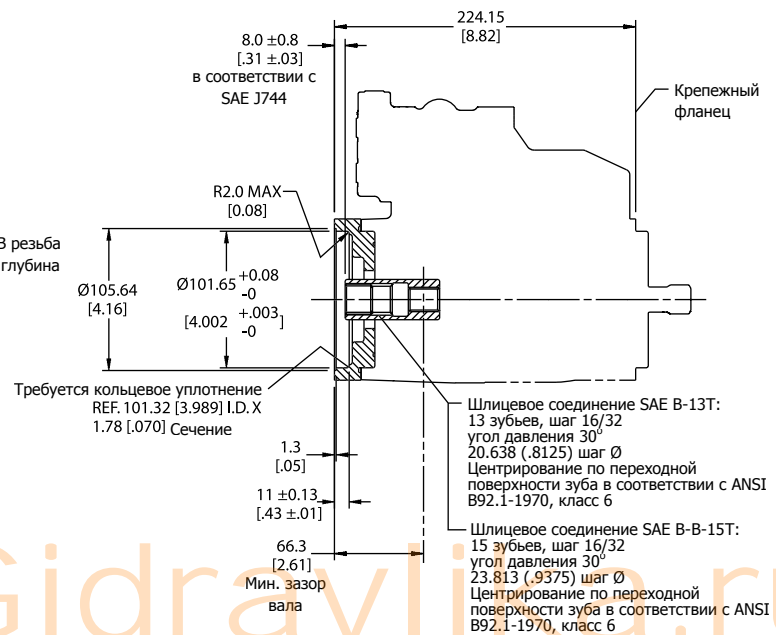 224.15
[8.82]
8.0 ±0.8
[.31 ±.03]
в соответствии с
SAE J744
Крепежный
фланец
R2.0 MAX
[0.08]
В резьба
глубина
Ø105.64
[4.16]
Ø101.65 +0.08
-0
[4.002 +.003 ]
-0
Требуется кольцевое уплотнение
REF. 101.32 [3.989] I.D. X
1.78 [.070] Сечение
1.3
[.05]
11 ±0.13
[.43 ±.01]
66.3
[2.61]
Мин. зазор
вала
Шлицевое соединение SAE B-13T:
13 зубьев, шаг 16/32
угол давления 30°
20.638 (.8125) шаг Ø
Центрирование по переходной
поверхности зуба в соответствии с ANSI
B92.1-1970, класс 6
Шлицевое соединение SAE B-B-15T:
15 зубьев, шаг 16/32
угол давления 30°
23.813 (.9375) шаг Ø
Центрирование по переходной
поверхности зуба в соответствии с ANSI
B92.1-1970, класс 6
Gidravlika.ru